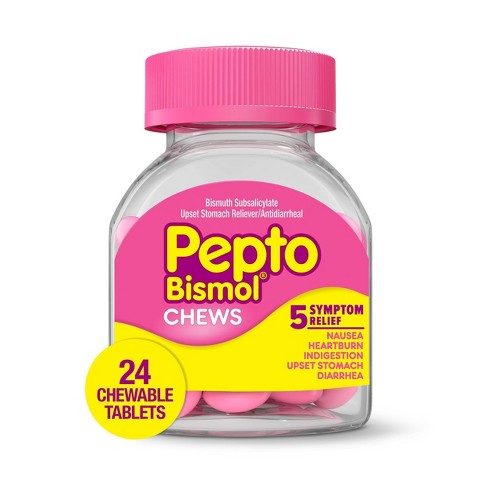 Bismuth Subsalicylate
Upset Stomach Reliever/Antidiarrheal
Pepto
Bismol®
CHEWS
5 SYMPTOM
RELIEF
NAUSEA
HEARTBURN
INDIGESTION
UPSET STOMACH
DIARRHEA
24
CHEWABLE
TABLETS